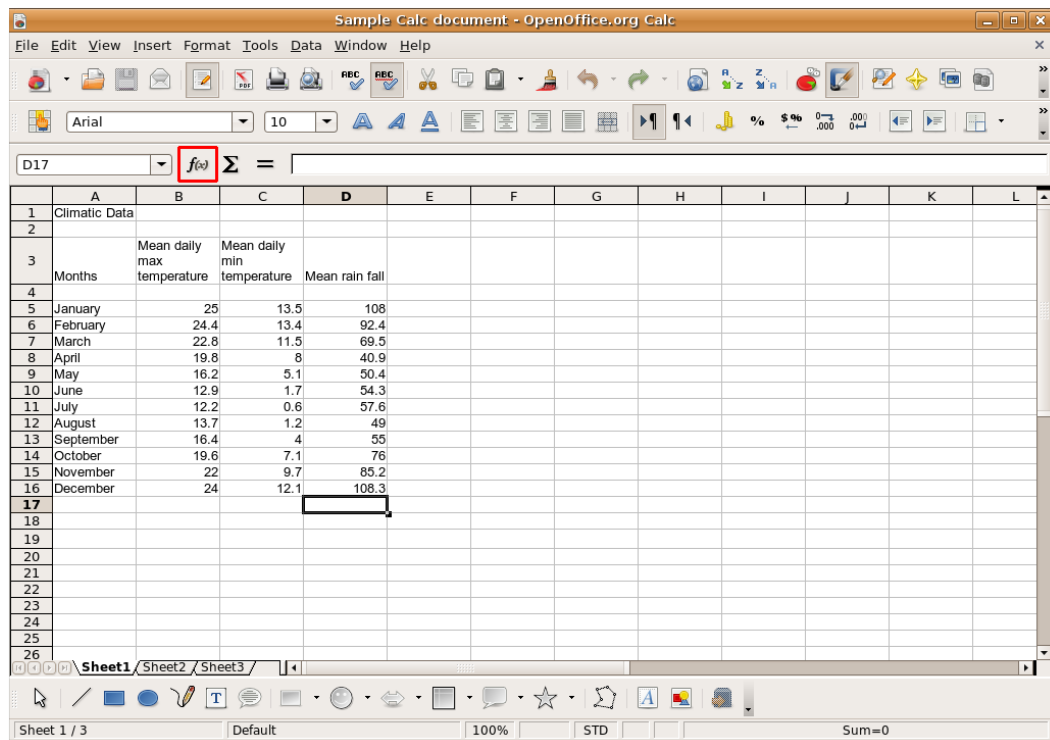 Sample Calc document - OpenOffice.org Calc
File Edit View Insert Format Tools Data Window Help
PDF ABC ABC A Z Z A
Arial 10 A A A % $% .000 .000
D17 f(x) Σ =
A B C D E F G H I J K L
1 Climatic Data
2
Mean daily Mean daily
3 max min
Months temperature temperature Mean rain fall
4
5 January 25 13.5 108
6 February 24.4 13.4 92.4
7 March 22.8 11.5 69.5
8 April 19.8 8 40.9
9 May 16.2 5.1 50.4
10 June 12.9 1.7 54.3
11 July 12.2 0.6 57.6
12 August 13.7 1.2 49
13 September 16.4 4 55
14 October 19.6 7.1 76
15 November 22 9.7 85.2
16 December 24 12.1 108.3
17
18
19
20
21
22
23
24
25
26
Sheet1 Sheet2 Sheet3
T A
Sheet 1 / 3 Default 100% STD Sum=0